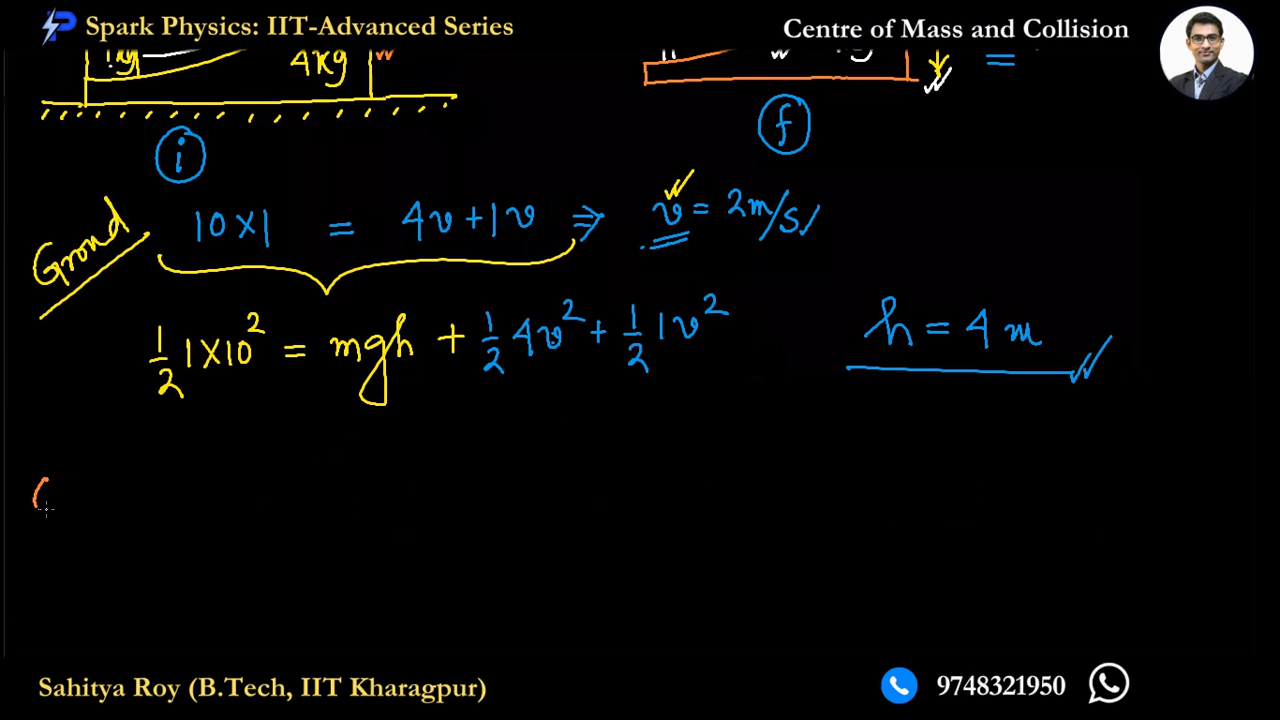 Spark Physics: IIT-Advanced Series
Centre of Mass and Collision
1kg 4kg
=
i
f
Grond
10 × 1 = 4v + 1v ⇒ v = 2m/s
1/2 1 × 10² = mgh + 1/2 4v² + 1/2 1v²
h = 4 m
(
Sahitya Roy (B.Tech, IIT Kharagpur)
9748321950